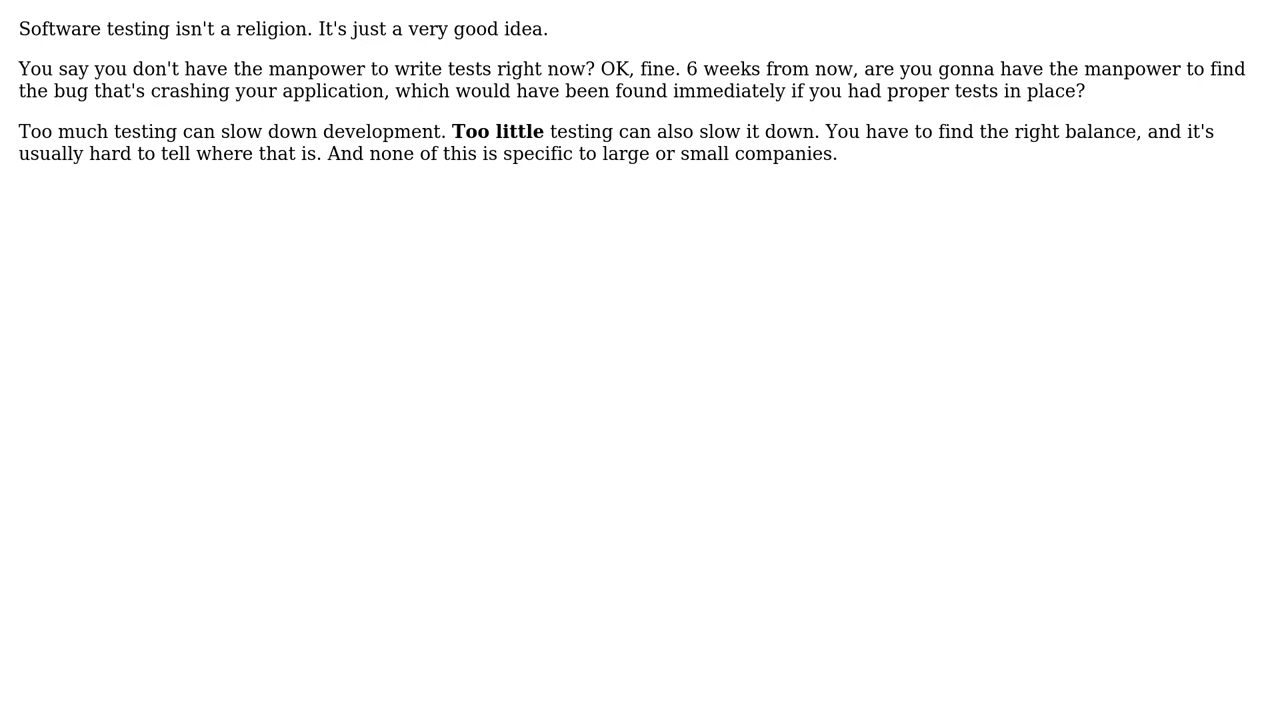 Software testing isn't a religion. It's just a very good idea.
You say you don't have the manpower to write tests right now? OK, fine. 6 weeks from now, are you gonna have the manpower to find
the bug that's crashing your application, which would have been found immediately if you had proper tests in place?
Too much testing can slow down development. Too little testing can also slow it down. You have to find the right balance, and it's
usually hard to tell where that is. And none of this is specific to large or small companies.